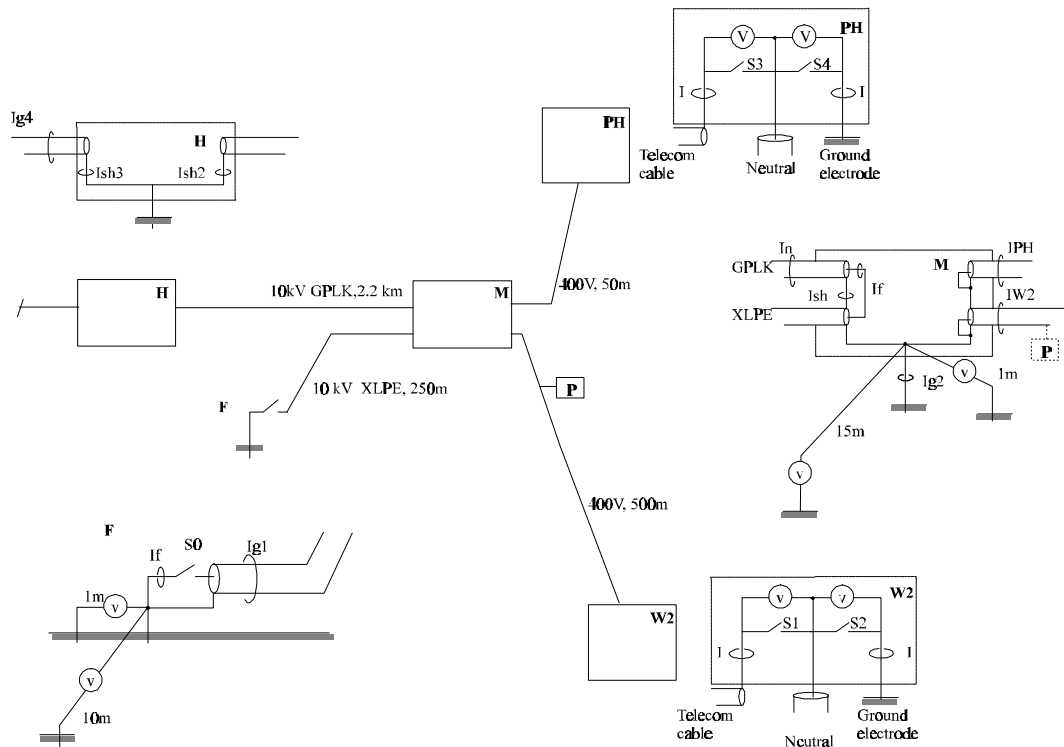 V
V
PH
S3
S4
I
I
Telecom
cable
Neutral
Ground
electrode
Ig4
H
Ish3
Ish2
PH
H
10kV GPLK,2.2 km
M
400V, 50m
10 kV XLPE, 250m
F
P
400V, 500m
W2
In
IPH
GPLK
M
If
Ish
IW2
XLPE
P
Ig2
v
1m
15m
v
F
If
S0
Ig1
1m
v
v
10m
v
v
W2
S1
S2
I
I
Telecom
cable
Neutral
Ground
electrode